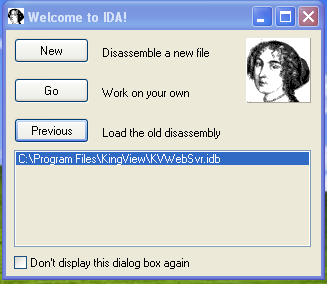 Welcome to IDA!
New Disassemble a new file
Go Work on your own
Previous Load the old disassembly
C:\Program Files\KingView\KVWebSvr.idb
Don't display this dialog box again